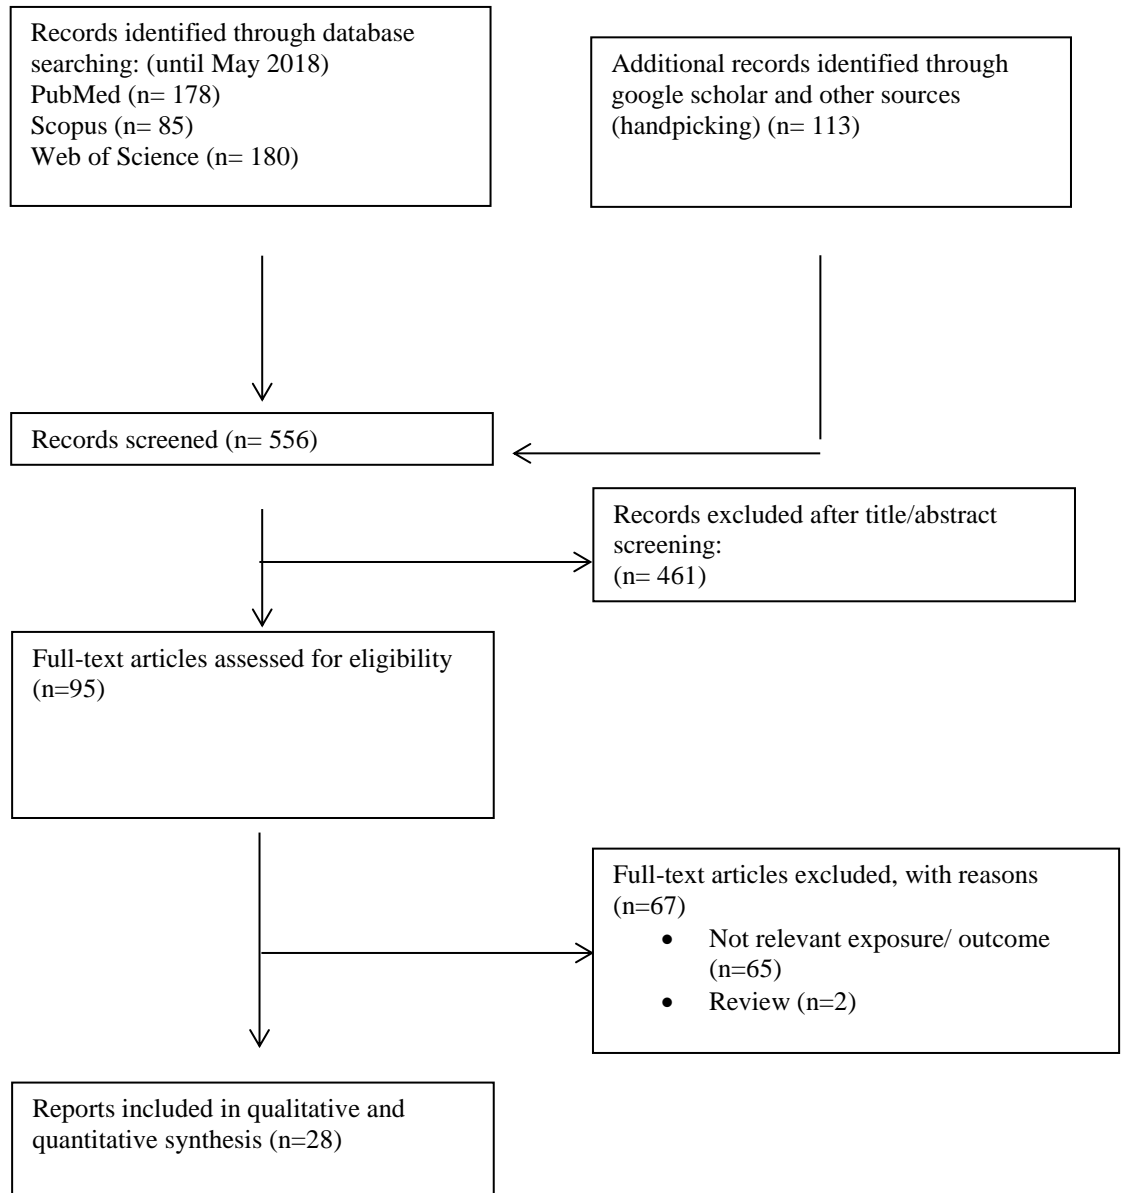 Records identified through database
searching: (until May 2018)
PubMed (n= 178)
Scopus (n= 85)
Web of Science (n= 180)
Additional records identified through
google scholar and other sources
(handpicking) (n= 113)
Records screened (n= 556)
Records excluded after title/abstract
screening:
(n= 461)
Full-text articles assessed for eligibility
(n=95)
Full-text articles excluded, with reasons
(n=67)
• Not relevant exposure/ outcome
(n=65)
• Review (n=2)
Reports included in qualitative and
quantitative synthesis (n=28)